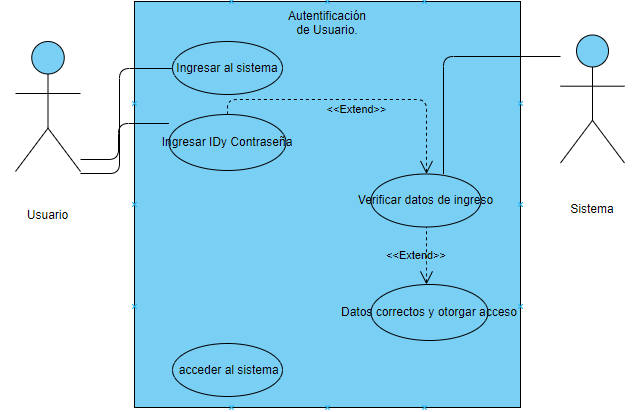 Autentificación
de Usuario.
Ingresar al sistema
<<Extend>>
Ingresar IDy Contraseña
Verificar datos de ingreso
Usuario
Sistema
<<Extend>>
Datos correctos y otorgar acceso
acceder al sistema